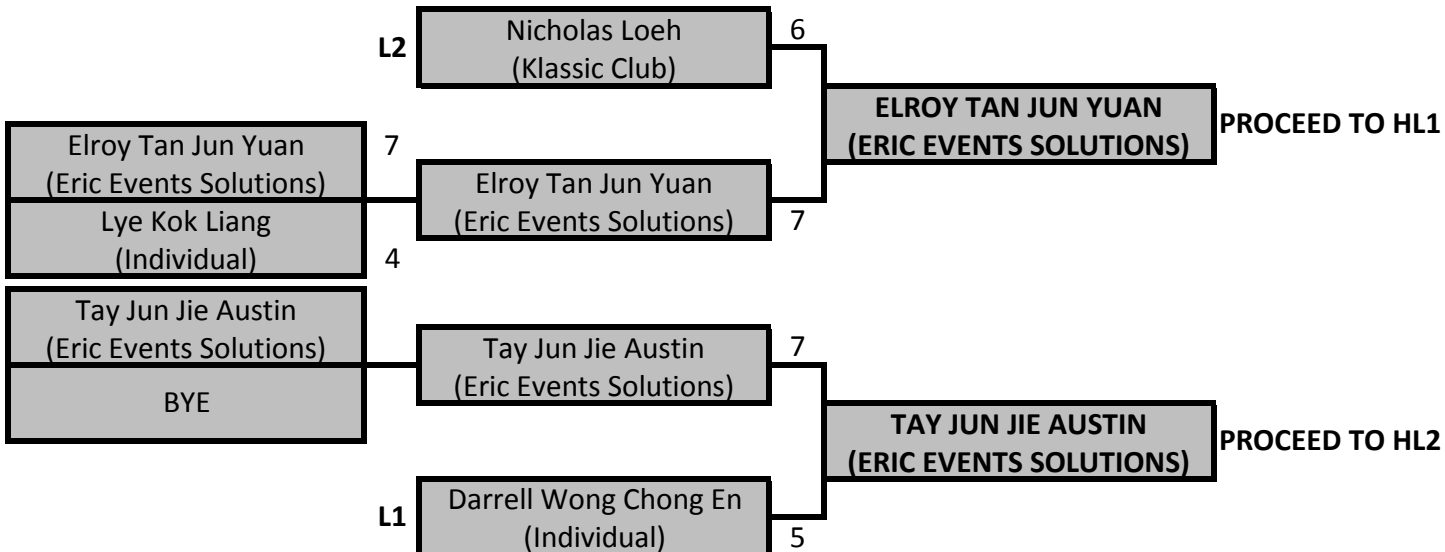 L2
Nicholas Loeh
(Klassic Club)
6
ELROY TAN JUN YUAN
(ERIC EVENTS SOLUTIONS)
PROCEED TO HL1
Elroy Tan Jun Yuan
(Eric Events Solutions)
7
Lye Kok Liang
(Individual)
4
Elroy Tan Jun Yuan
(Eric Events Solutions)
7
Tay Jun Jie Austin
(Eric Events Solutions)
BYE
Tay Jun Jie Austin
(Eric Events Solutions)
7
TAY JUN JIE AUSTIN
(ERIC EVENTS SOLUTIONS)
PROCEED TO HL2
L1
Darrell Wong Chong En
(Individual)
5